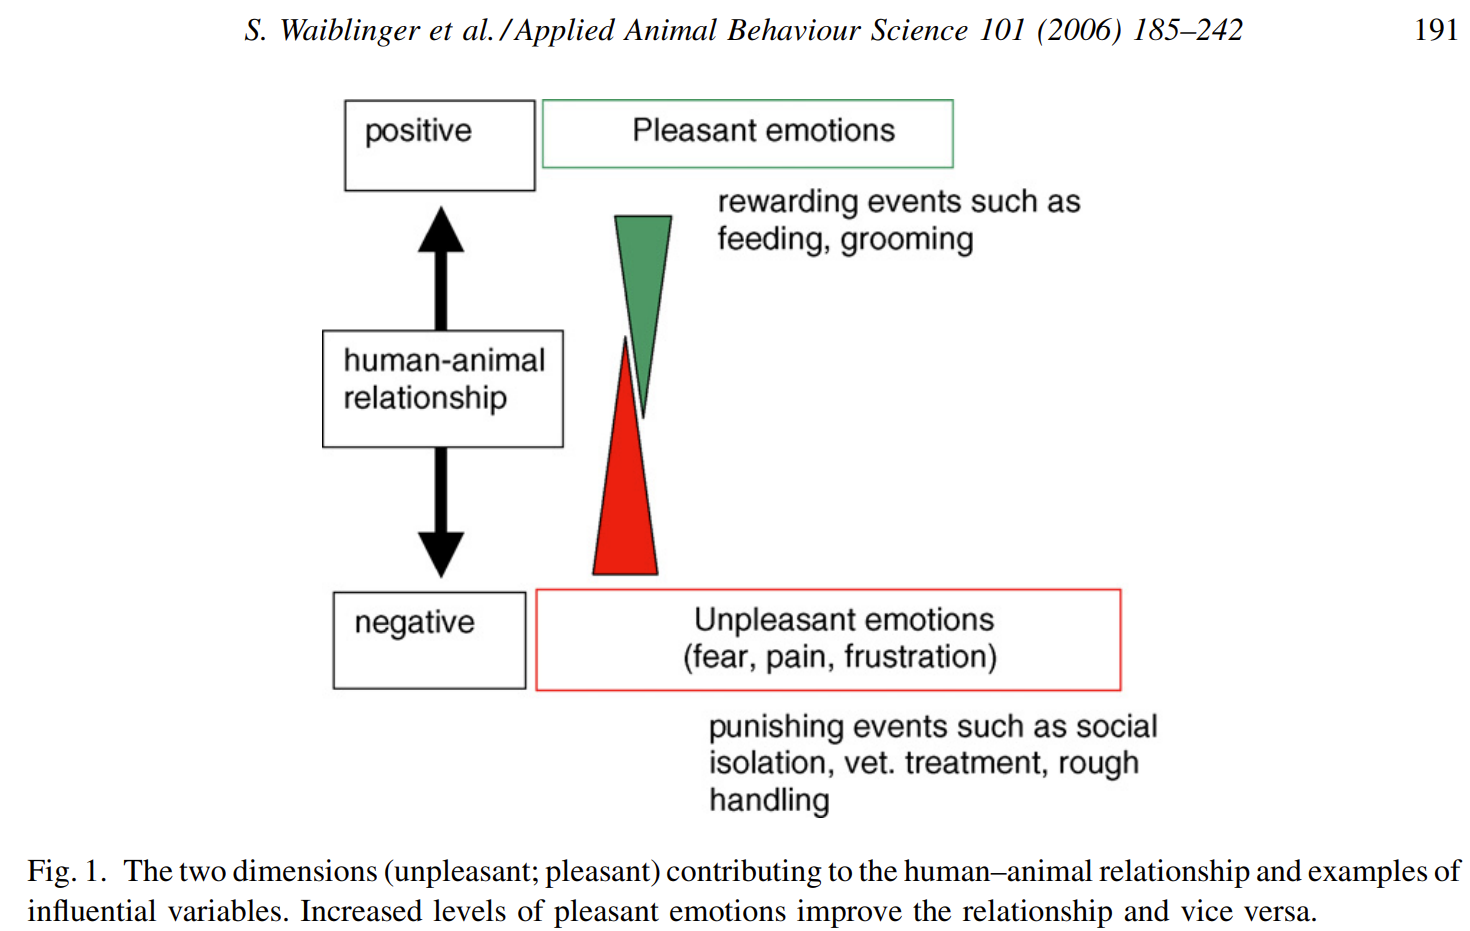 S. Waiblinger et al. / Applied Animal Behaviour Science 101 (2006) 185–242 191
positive
Pleasant emotions
rewarding events such as
feeding, grooming
human-animal
relationship
negative
Unpleasant emotions
(fear, pain, frustration)
punishing events such as social
isolation, vet. treatment, rough
handling
Fig. 1. The two dimensions (unpleasant; pleasant) contributing to the human–animal relationship and examples of
influential variables. Increased levels of pleasant emotions improve the relationship and vice versa.